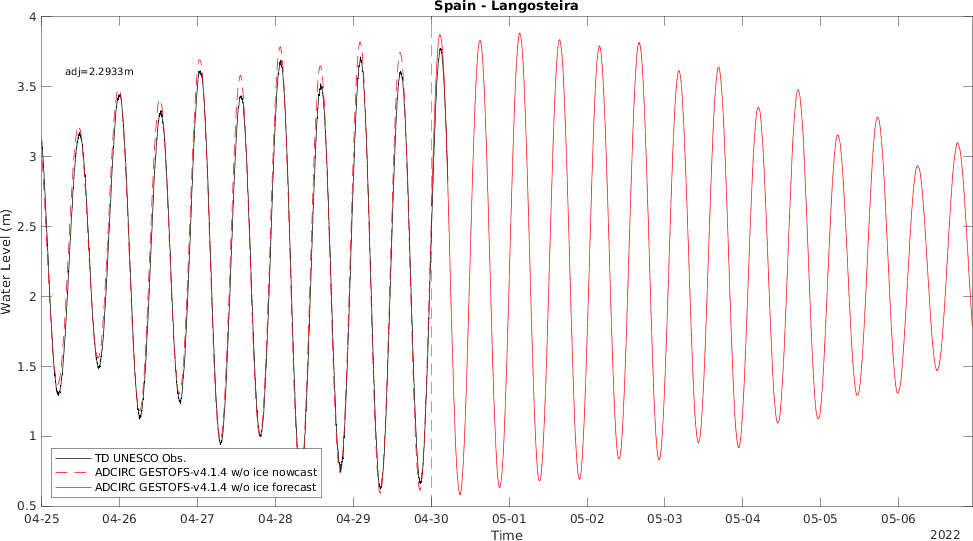 Spain - Langosteira
4
3.5
3
2.5
2
1.5
1
0.5
Water Level (m)
adj=2.2933m
TD UNESCO Obs.
ADCIRC GESTOFS-v4.1.4 w/o ice nowcast
ADCIRC GESTOFS-v4.1.4 w/o ice forecast
04-25 04-26 04-27 04-28 04-29 04-30 05-01 05-02 05-03 05-04 05-05 05-06
Time
2022